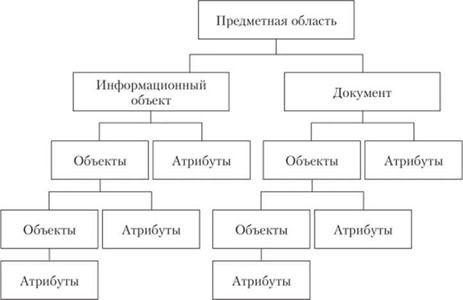 Предметная область
Информационный
объект
Документ
Объекты
Атрибуты
Объекты
Атрибуты
Объекты
Атрибуты
Объекты
Атрибуты
Атрибуты
Атрибуты